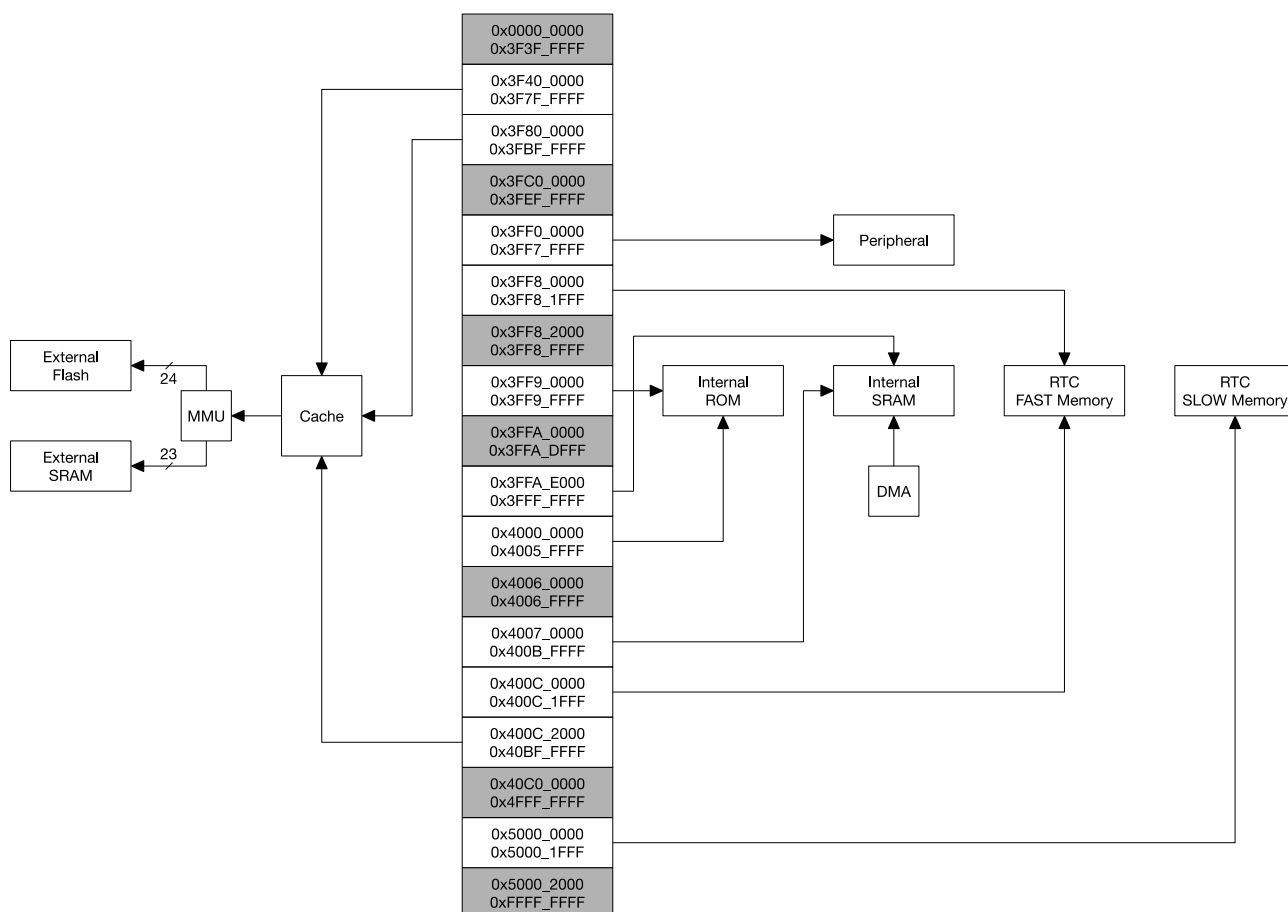 0x0000_0000
0x3F3F_FFFF
0x3F40_0000
0x3F7F_FFFF
0x3F80_0000
0x3FBF_FFFF
0x3FC0_0000
0x3FEF_FFFF
0x3FF0_0000
0x3FF7_FFFF
Peripheral
0x3FF8_0000
0x3FF8_1FFF
0x3FF8_2000
0x3FF8_FFFF
External
Flash
24
MMU
Cache
External
SRAM
23
0x3FF9_0000
0x3FF9_FFFF
Internal
ROM
Internal
SRAM
RTC
FAST Memory
RTC
SLOW Memory
0x3FFA_0000
0x3FFA_DFFF
0x3FFA_E000
0x3FFF_FFFF
DMA
0x4000_0000
0x4005_FFFF
0x4006_0000
0x4006_FFFF
0x4007_0000
0x400B_FFFF
0x400C_0000
0x400C_1FFF
0x400C_2000
0x40BF_FFFF
0x40C0_0000
0x4FFF_FFFF
0x5000_0000
0x5000_1FFF
0x5000_2000
0xFFFF_FFFF